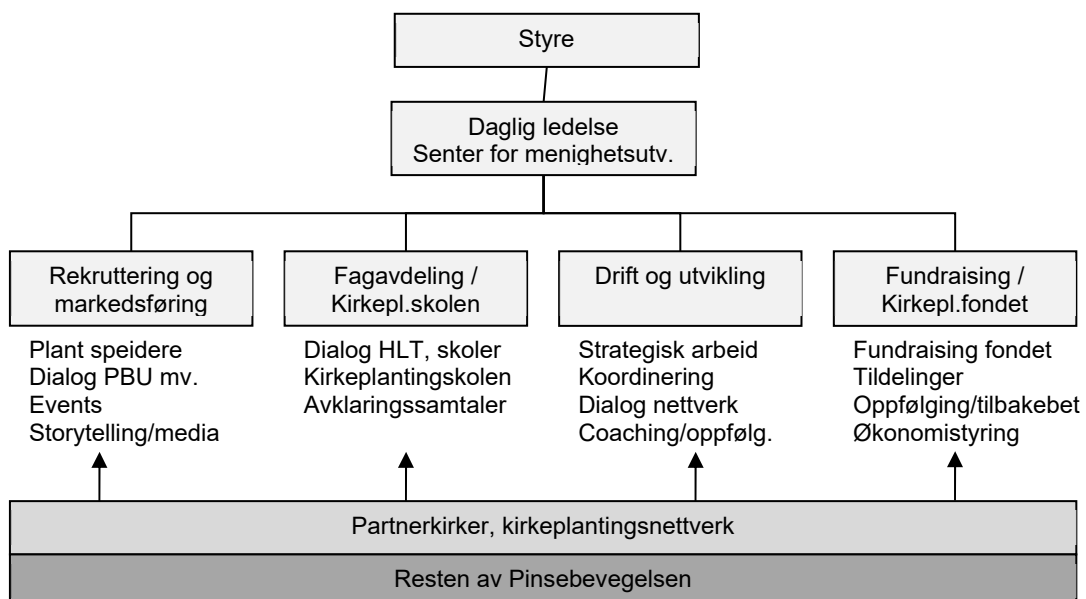 Styre
Daglig ledelse
Senter for menighetsutv.
Rekruttering og
markedsføring
Plant speidere
Dialog PBU mv.
Events
Storytelling/media
Fagavdeling /
Kirkepl.skolen
Dialog HLT, skoler
Kirkeplantingskolen
Avklaringssamtaler
Drift og utvikling
Strategisk arbeid
Koordinering
Dialog nettverk
Coaching/oppfølg.
Fundraising /
Kirkepl.fondet
Fundraising fondet
Tildelinger
Oppfølging/tilbakebet
Økonomistyring
Partnerkirker, kirkeplantingsnettverk
Resten av Pinsebevegelsen